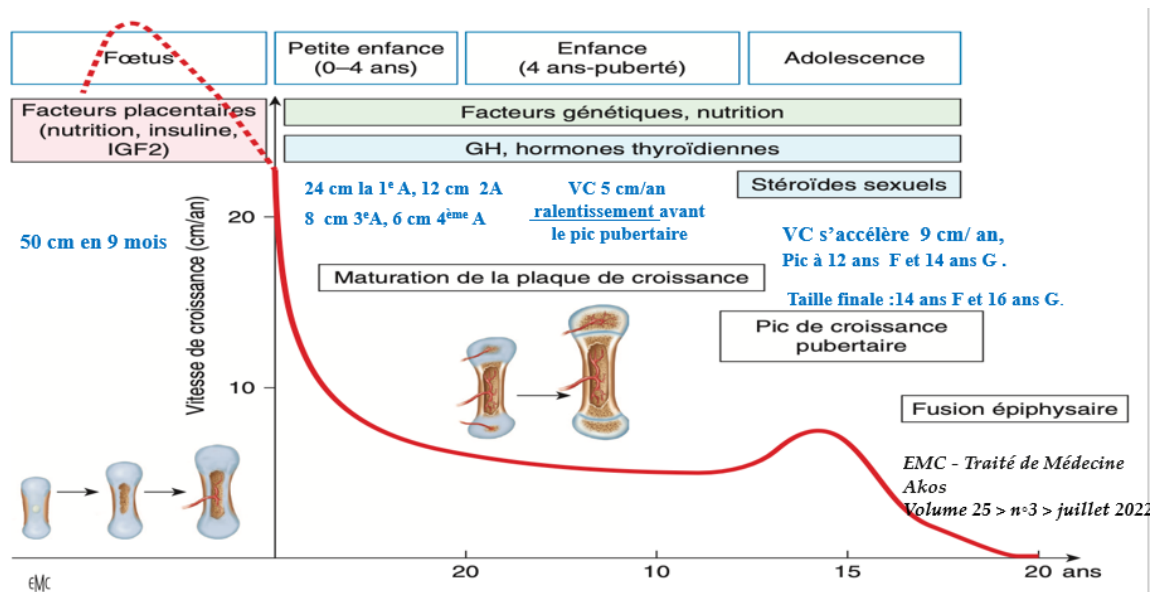 Fœtus
Petite enfance
(0–4 ans)
Enfance
(4 ans-puberté)
Adolescence
Facteurs placentaires
(nutrition, insuline,
IGF2)
Facteurs génétiques, nutrition
GH, hormones thyroïdiennes
Stéroïdes sexuels
24 cm la 1ᵉ A, 12 cm 2A
8 cm 3ᵉA, 6 cm 4ᵉᵐᵉ A
VC 5 cm/an
ralentissement avant
le pic pubertaire
50 cm en 9 mois
VC s’accélère 9 cm/ an,
Pic à 12 ans F et 14 ans G .
Taille finale :14 ans F et 16 ans G.
Vitesse de croissance (cm/an)
20
10
Maturation de la plaque de croissance
Pic de croissance
pubertaire
Fusion épiphysaire
EMC - Traité de Médecine
Akos
Volume 25 > n◦3 > juillet 2022
20
10
15
20 ans
EMC